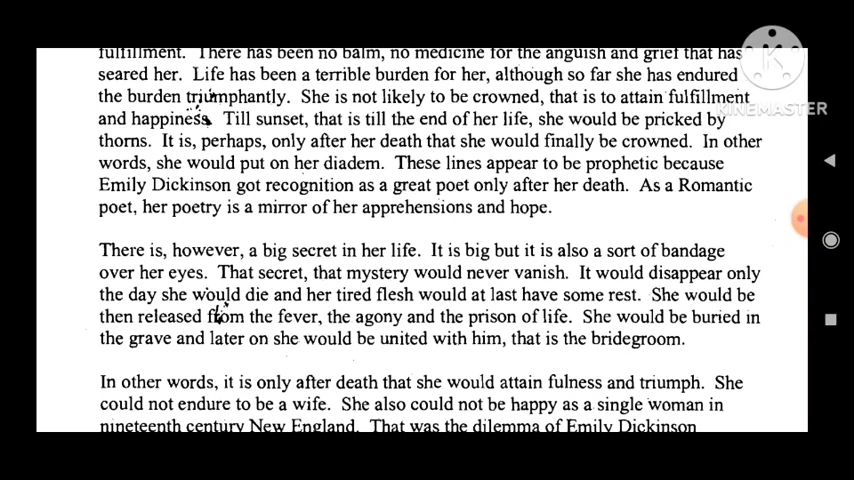 fulfillment. There has been no balm, no medicine for the anguish and grief that has
seared her. Life has been a terrible burden for her, although so far she has endured
the burden triumphantly. She is not likely to be crowned, that is to attain fulfillment
and happiness. Till sunset, that is till the end of her life, she would be pricked by
thorns. It is, perhaps, only after her death that she would finally be crowned. In other
words, she would put on her diadem. These lines appear to be prophetic because
Emily Dickinson got recognition as a great poet only after her death. As a Romantic
poet, her poetry is a mirror of her apprehensions and hope.
There is, however, a big secret in her life. It is big but it is also a sort of bandage
over her eyes. That secret, that mystery would never vanish. It would disappear only
the day she would die and her tired flesh would at last have some rest. She would be
then released from the fever, the agony and the prison of life. She would be buried in
the grave and later on she would be united with him, that is the bridegroom.
In other words, it is only after death that she would attain fulness and triumph. She
could not endure to be a wife. She also could not be happy as a single woman in
nineteenth century New England. That was the dilemma of Emily Dickinson
K
KINEMASTER